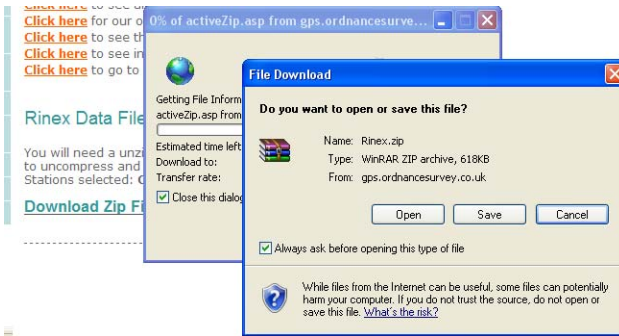 Click here to see
Click here for our o
Click here to see th
Click here to see in
Click here to go to
Rinex Data File
You will need a unzi
to uncompress and
Stations selected:
Download Zip Fi
0% of activeZip.asp from gps.ordnancesurve...
Getting File Inform
activeZip.asp from
Estimated time left
Download to:
Transfer rate:
Close this dialog
File Download
Do you want to open or save this file?
Name: Rinex.zip
Type: WinRAR ZIP archive, 618KB
From: gps.ordnancesurvey.co.uk
Open Save Cancel
Always ask before opening this type of file
While files from the Internet can be useful, some files can potentially
harm your computer. If you do not trust the source, do not open or
save this file. What's the risk?